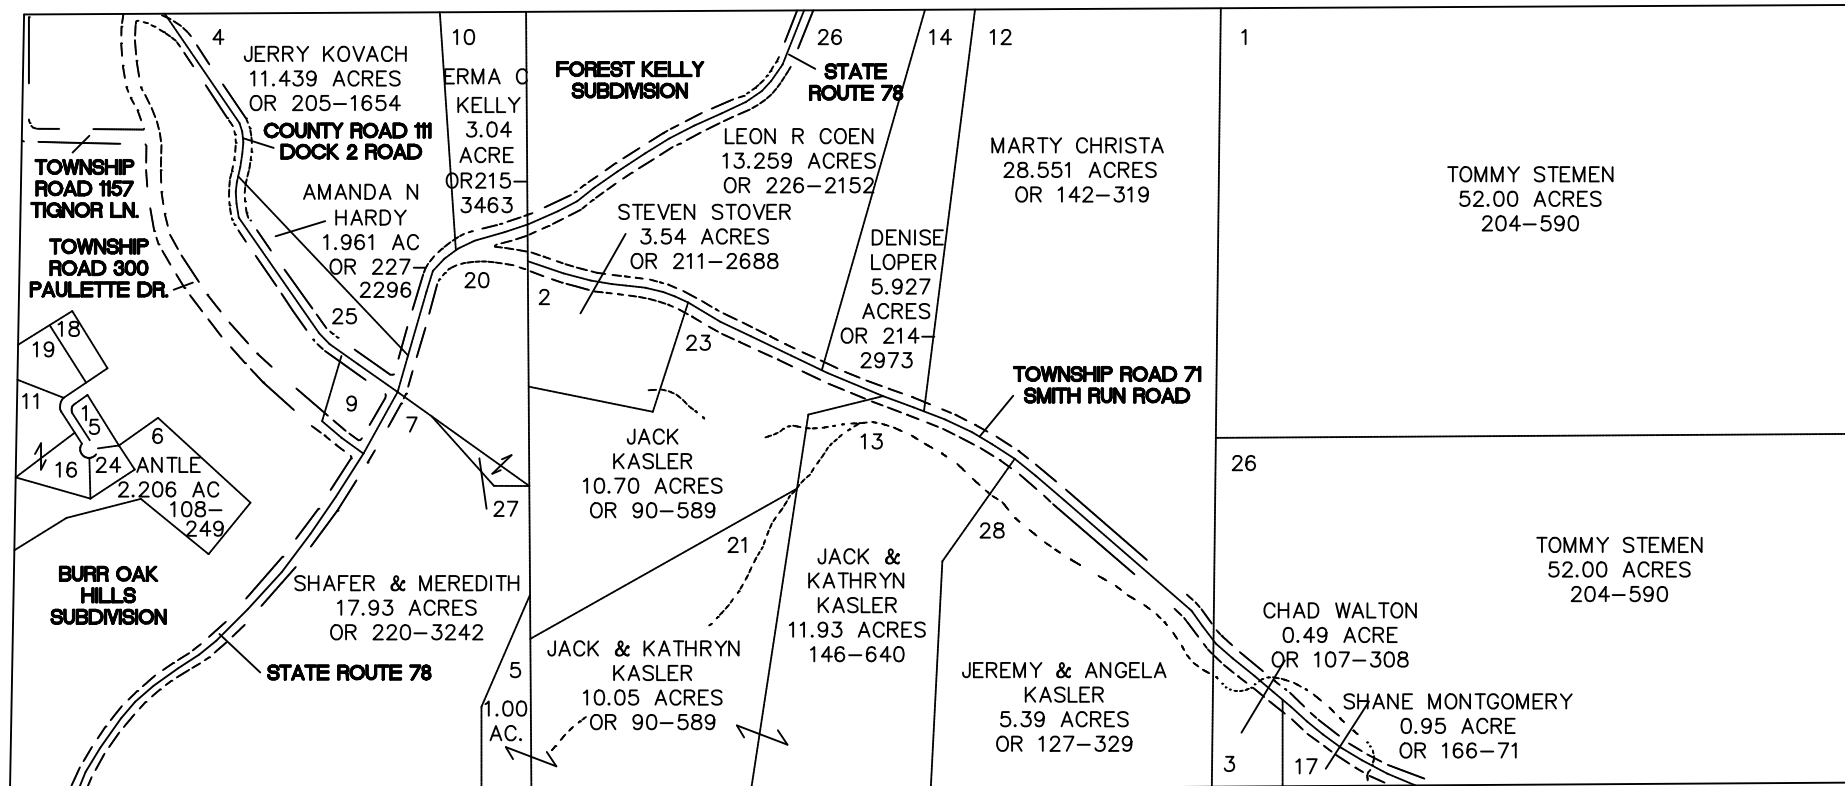 4
JERRY KOVACH
11.439 ACRES
OR 205-1654
10
ERMA C
KELLY
3.04
ACRE
OR215-
3463
FOREST KELLY
SUBDIVISION
26
STATE
ROUTE 78
14
12
1
COUNTY ROAD 111
DOCK 2 ROAD
TOWNSHIP
ROAD 1157
TIGNOR LN.
AMANDA N
HARDY
1.961 AC
OR 227-
2296
LEON R COEN
13.259 ACRES
OR 226-2152
MARTY CHRISTA
28.551 ACRES
OR 142-319
TOMMY STEMEN
52.00 ACRES
204-590
STEVEN STOVER
3.54 ACRES
OR 211-2688
DENISE
LOPER
5.927
ACRES
OR 214-
2973
TOWNSHIP
ROAD 300
PAULETTE DR.
20
2
25
18
19
23
11
9
7
TOWNSHIP ROAD 71
SMITH RUN ROAD
1
5
6
13
16
24
ANTLE
2.206 AC
108-
249
JACK
KASLER
10.70 ACRES
OR 90-589
26
27
28
21
BURR OAK
HILLS
SUBDIVISION
SHAFER & MEREDITH
17.93 ACRES
OR 220-3242
JACK &
KATHRYN
KASLER
11.93 ACRES
146-640
TOMMY STEMEN
52.00 ACRES
204-590
CHAD WALTON
0.49 ACRE
OR 107-308
STATE ROUTE 78
5
1.00
AC.
JACK & KATHRYN
KASLER
10.05 ACRES
OR 90-589
JEREMY & ANGELA
KASLER
5.39 ACRES
OR 127-329
SHANE MONTGOMERY
0.95 ACRE
OR 166-71
3
17